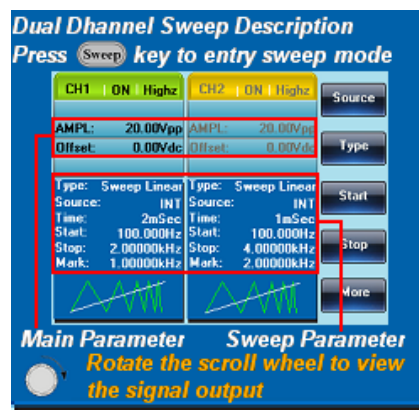 Dual Dhannel Sweep Description
Press Sweep key to entry sweep mode
CH1 ON Highz CH2 ON Highz
Source
AMPL: 20.00Vpp AMPL: 20.00Vpp
Offset: 0.00Vdc Offset: 0.00Vdc
Type
Type: Sweep Linear Type: Sweep Linear
Source: INT Source: INT
Start
Time: 2mSec Time: 1mSec
Start: 100.000Hz Start: 100.000Hz
Stop: 2.00000kHz Stop: 4.00000kHz
Stop
Mark: 1.00000kHz Mark: 2.00000kHz
More
Main Parameter Sweep Parameter
Rotate the scroll wheel to view
the signal output